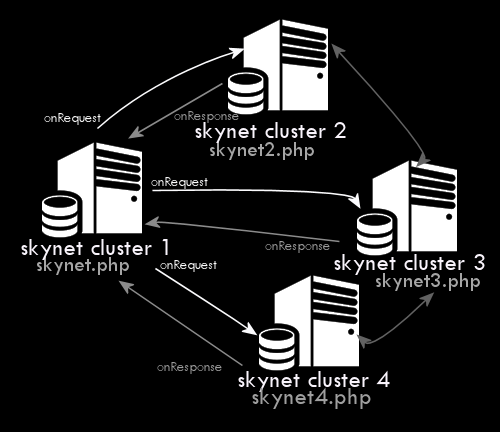 onRequest
onResponse
skynet cluster 2
skynet2.php
onRequest
skynet cluster 1
skynet.php
onResponse
onRequest
skynet cluster 3
skynet3.php
onResponse
skynet cluster 4
skynet4.php